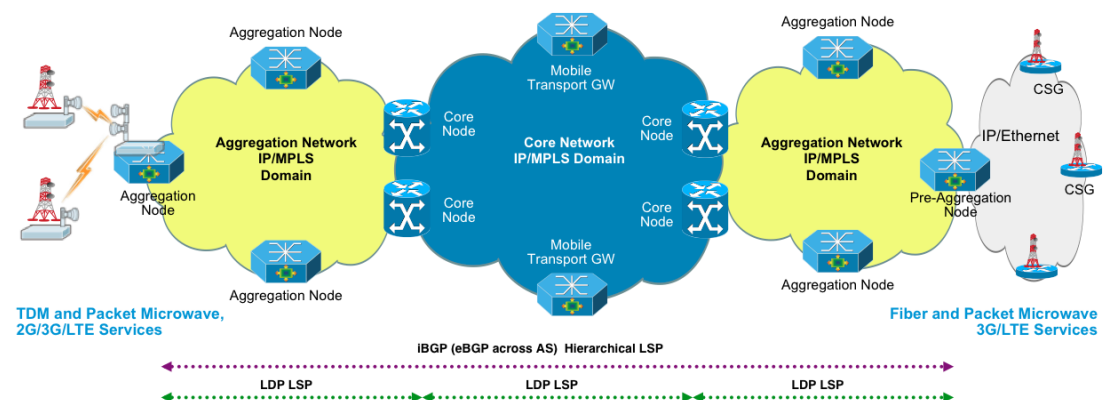 Aggregation Node
Mobile
Transport GW
Aggregation Node
CSG
Core
Node
Core
Node
Aggregation Network
IP/MPLS
Domain
Core Network
IP/MPLS Domain
Aggregation Network
IP/MPLS
Domain
IP/Ethernet
CSG
Aggregation
Node
Core
Node
Core
Node
Pre-Aggregation
Node
Mobile
Transport GW
Aggregation Node
Aggregation Node
TDM and Packet Microwave,
2G/3G/LTE Services
Fiber and Packet Microwave
3G/LTE Services
iBGP (eBGP across AS) Hierarchical LSP
LDP LSP
LDP LSP
LDP LSP